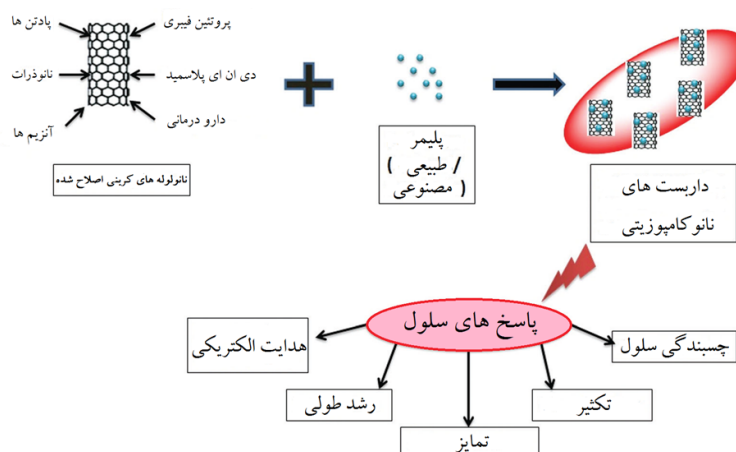 پادتن ها
پروتئین فیبری
نانوذرات
دی ان ای پلاسمید
آنزیم ها
دارو درمانی
نانولوله های کربنی اصلاح شده
پلیمر
( طبیعی /
مصنوعی )
داربست های
نانوکامپوزیتی
پاسخ های سلول
هدایت الکتریکی
رشد طولی
تمایز
تکثیر
چسبندگی سلول